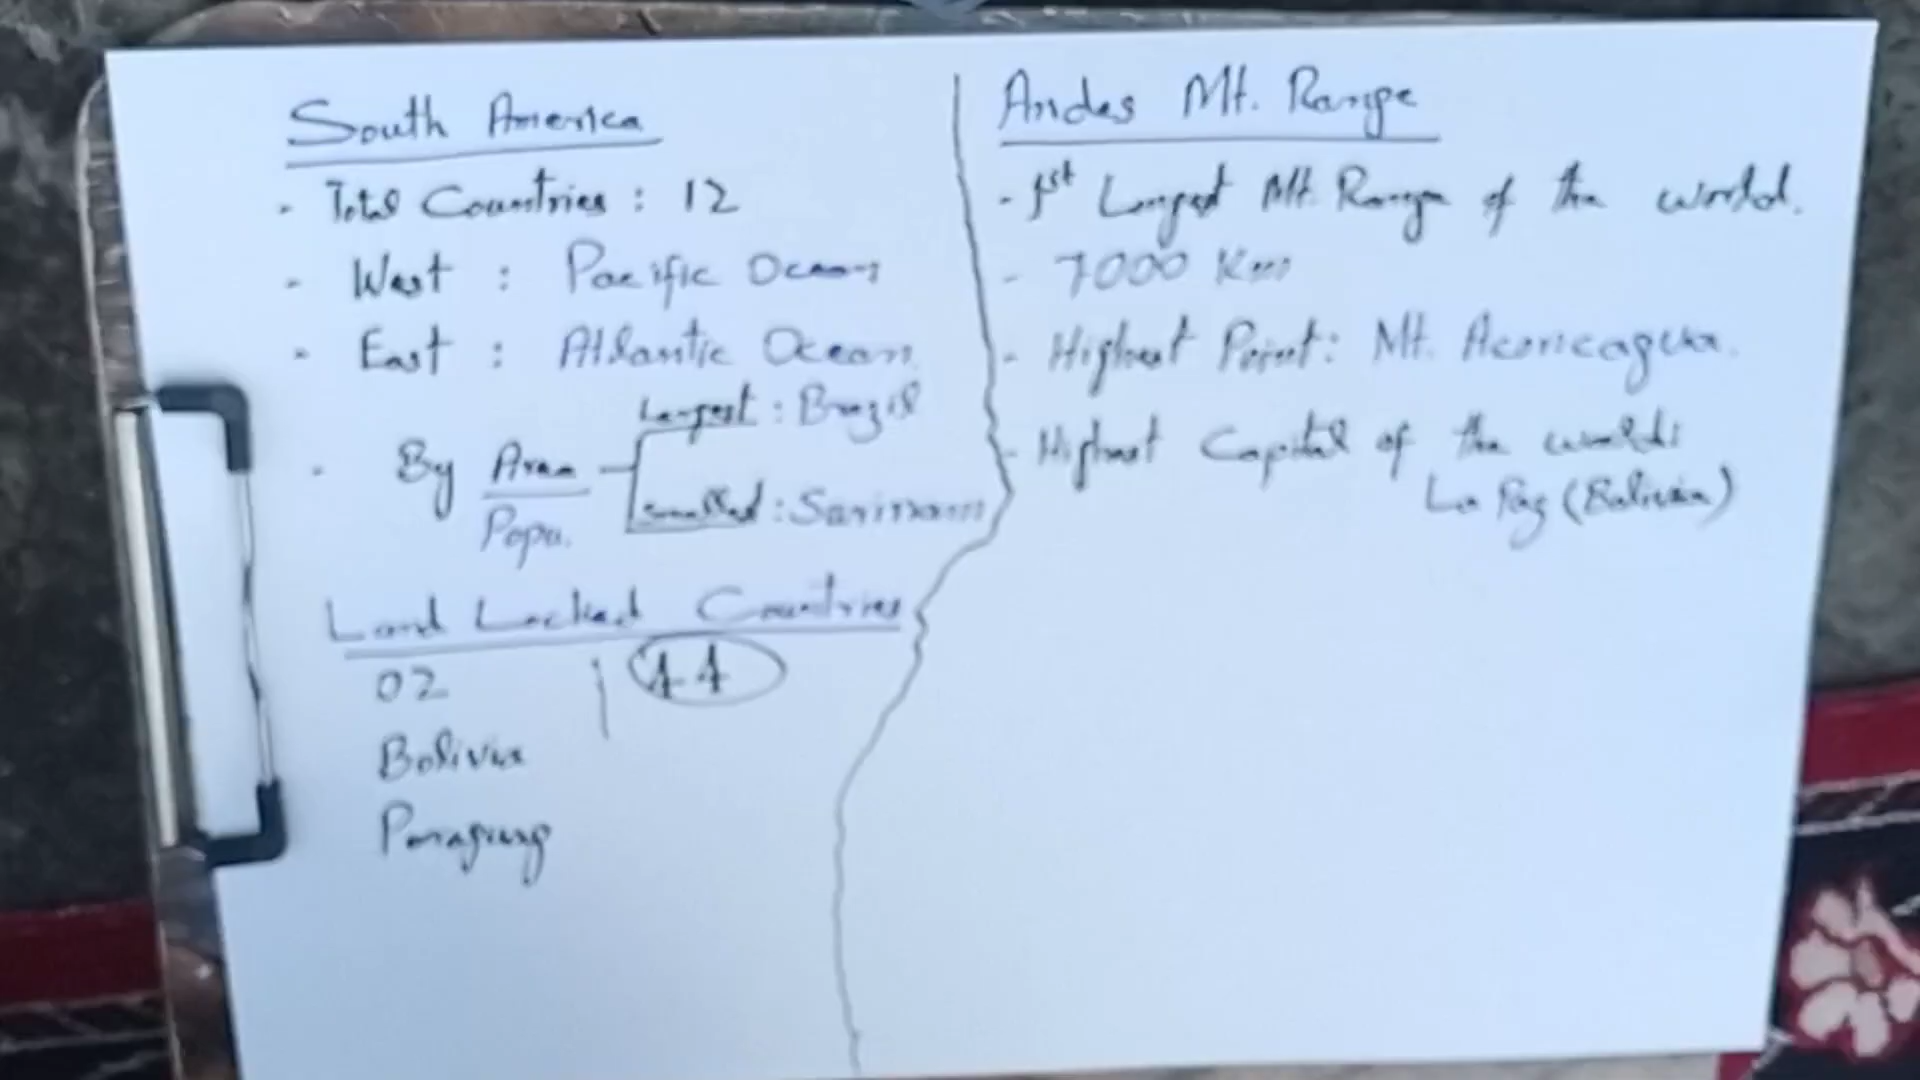 South America
- Total Countries : 12
- West : Pacific Ocean
- East : Atlantic Ocean
Largest : Brazil
- By Area
Popu.
smallest : Surinam
Land Locked Countries
02 | 44
Bolivia
Paraguay
Andes Mt. Range
- 1st Longest Mt. Range of the world.
- 7000 Km
- Highest Point: Mt. Aconcagua.
- Highest Capital of the world:
La Paz (Bolivia)